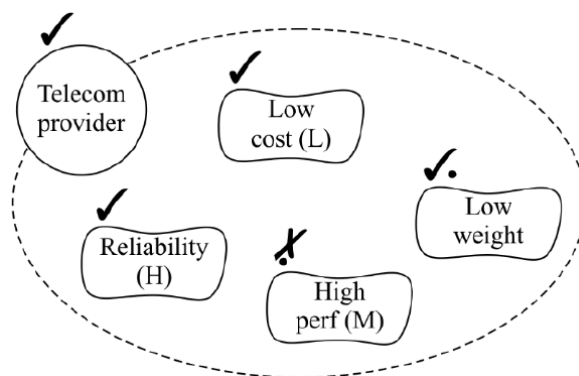 Telecom
provider
Low
cost (L)
Low
weight
Reliability
(H)
High
perf (M)